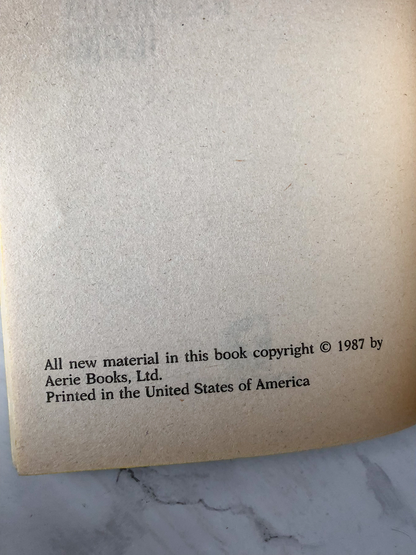 All new material in this book copyright © 1987 by
Aerie Books, Ltd.
Printed in the United States of America